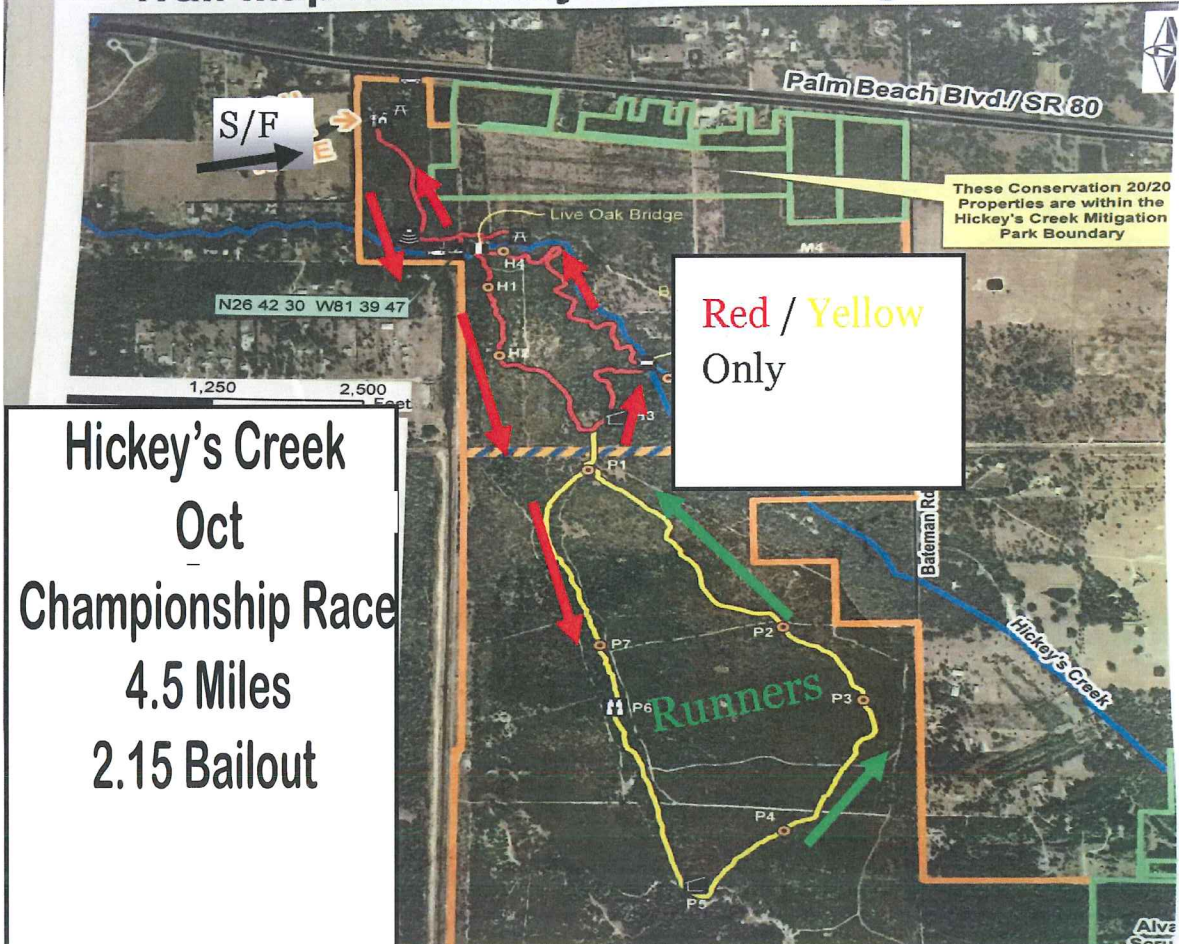 Palm Beach Blvd./ SR 80
S/F
E
These Conservation 20/20
Properties are within the
Hickey's Creek Mitigation
Park Boundary
Live Oak Bridge
M4
H4
H1
N26 42 30 W81 39 47
H2
Red / Yellow
Only
1,250
2,500
Feet
H3
P1
Hickey's Creek
Oct
Championship Race
4.5 Miles
2.15 Bailout
Bateman Rd
P2
Hickey's Creek
P7
Runners
P3
P6
P4
P5
Alva